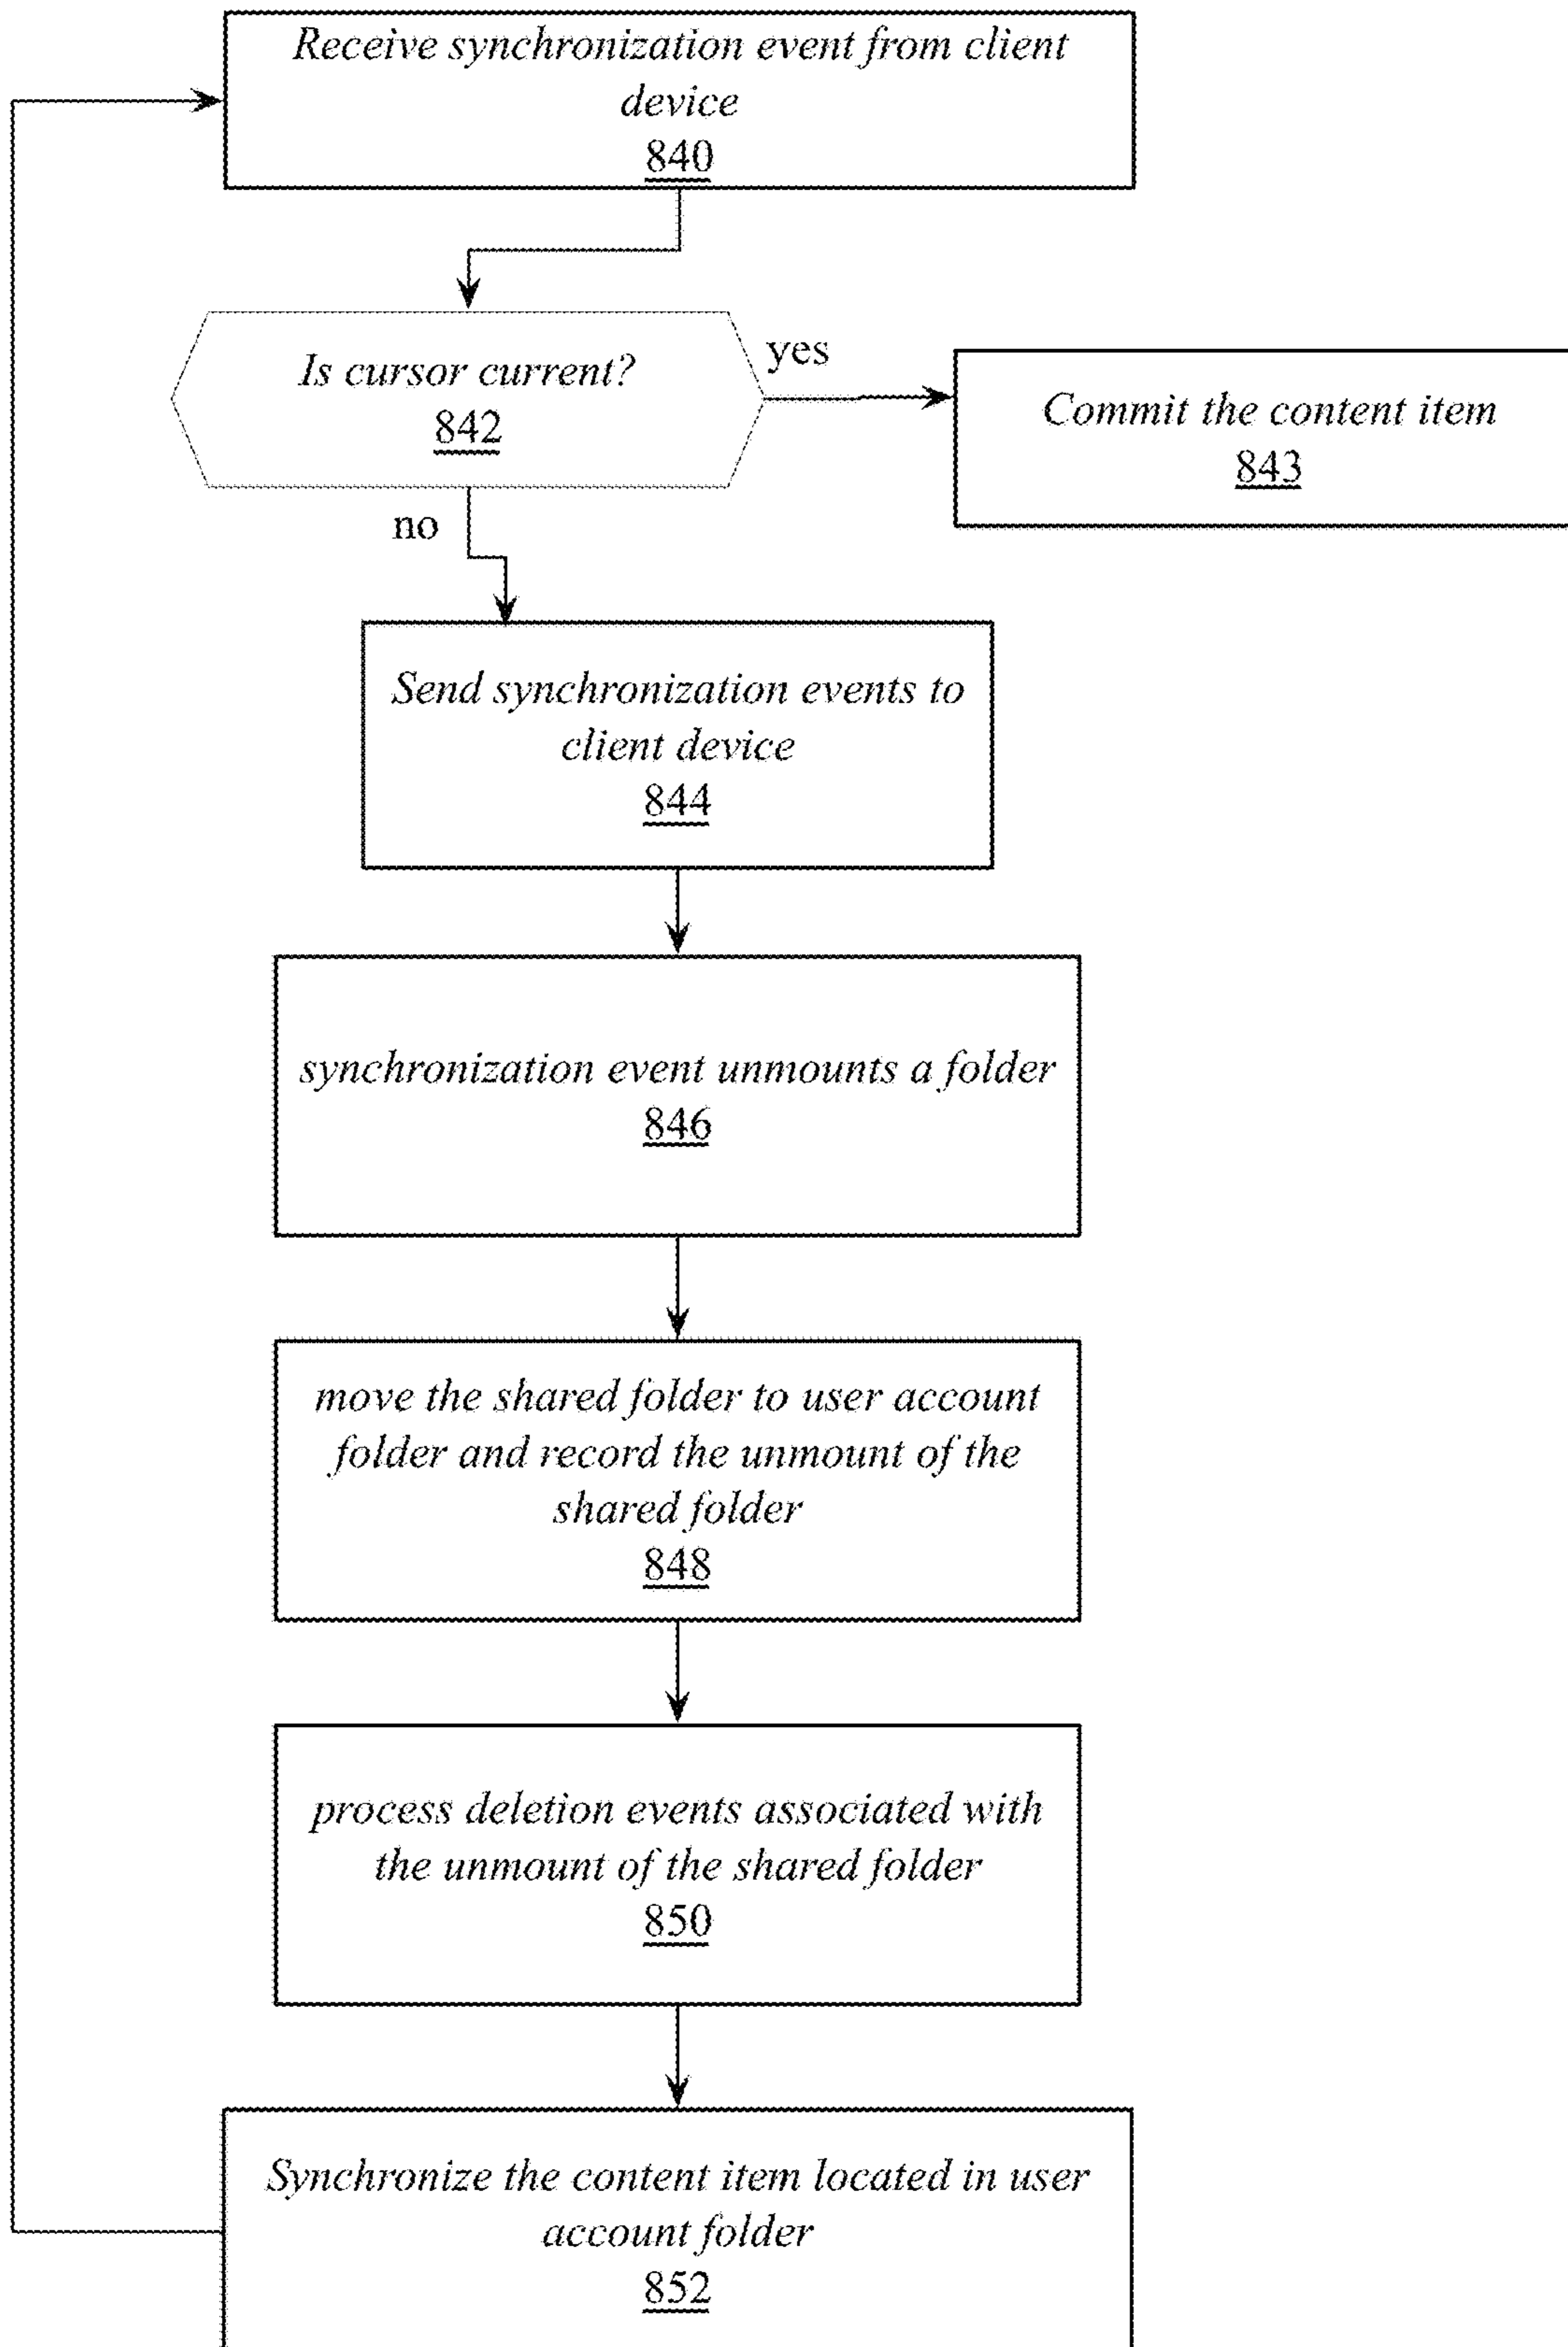 Receive synchronization event from client
device
840
Is cursor current?
842
yes
Commit the content item
843
no
Send synchronization events to
client device
844
synchronization event unmounts a folder
846
move the shared folder to user account
folder and record the unmount of the
shared folder
848
process deletion events associated with
the unmount of the shared folder
850
Synchronize the content item located in user
account folder
852